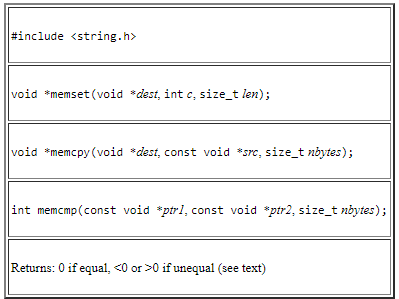 #include <string.h>
void *memset(void *dest, int c, size_t len);
void *memcpy(void *dest, const void *src, size_t nbytes);
int memcmp(const void *ptr1, const void *ptr2, size_t nbytes);
Returns: 0 if equal, <0 or >0 if unequal (see text)